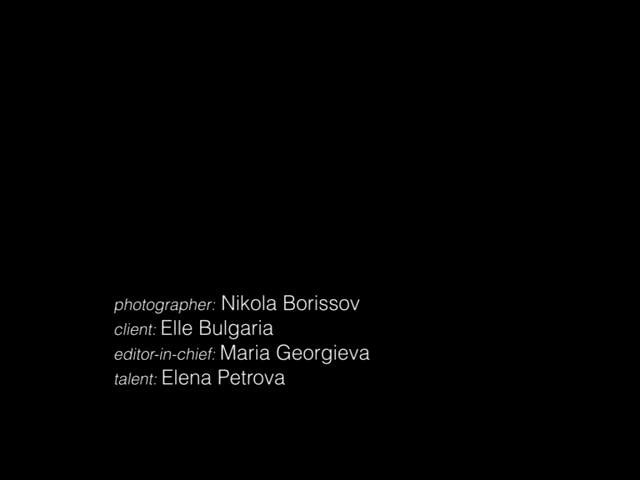 photographer: Nikola Borissov
client: Elle Bulgaria
editor-in-chief: Maria Georgieva
talent: Elena Petrova